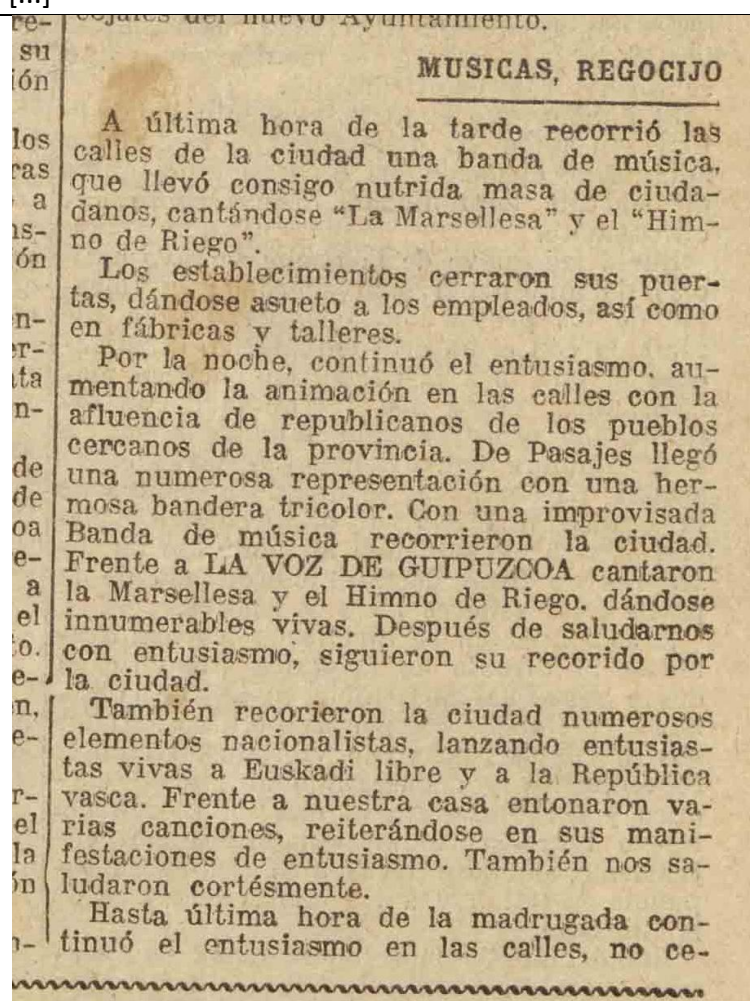 [...]
cejales del nuevo Ayuntamiento.
MUSICAS, REGOCIJO
A última hora de la tarde recorrió las
calles de la ciudad una banda de música,
que llevó consigo nutrida masa de ciuda-
danos, cantándose “La Marsellesa” y el “Him-
no de Riego”.
Los establecimientos cerraron sus puer-
tas, dándose asueto a los empleados, así como
en fábricas y talleres.
Por la noche, continuó el entusiasmo, au-
mentando la animación en las calles con la
afluencia de republicanos de los pueblos
cercanos de la provincia. De Pasajes llegó
una numerosa representación con una her-
mosa bandera tricolor. Con una improvisada
Banda de música recorrieron la ciudad.
Frente a LA VOZ DE GUIPUZCOA cantaron
la Marsellesa y el Himno de Riego. dándose
innumerables vivas. Después de saludarnos
con entusiasmo, siguieron su recorido por
la ciudad.
También recorieron la ciudad numerosos
elementos nacionalistas, lanzando entusias-
tas vivas a Euskadi libre y a la República
vasca. Frente a nuestra casa entonaron va-
rias canciones, reiterándose en sus mani-
festaciones de entusiasmo. También nos sa-
ludaron cortésmente.
Hasta última hora de la madrugada con-
tinuó el entusiasmo en las calles, no ce-